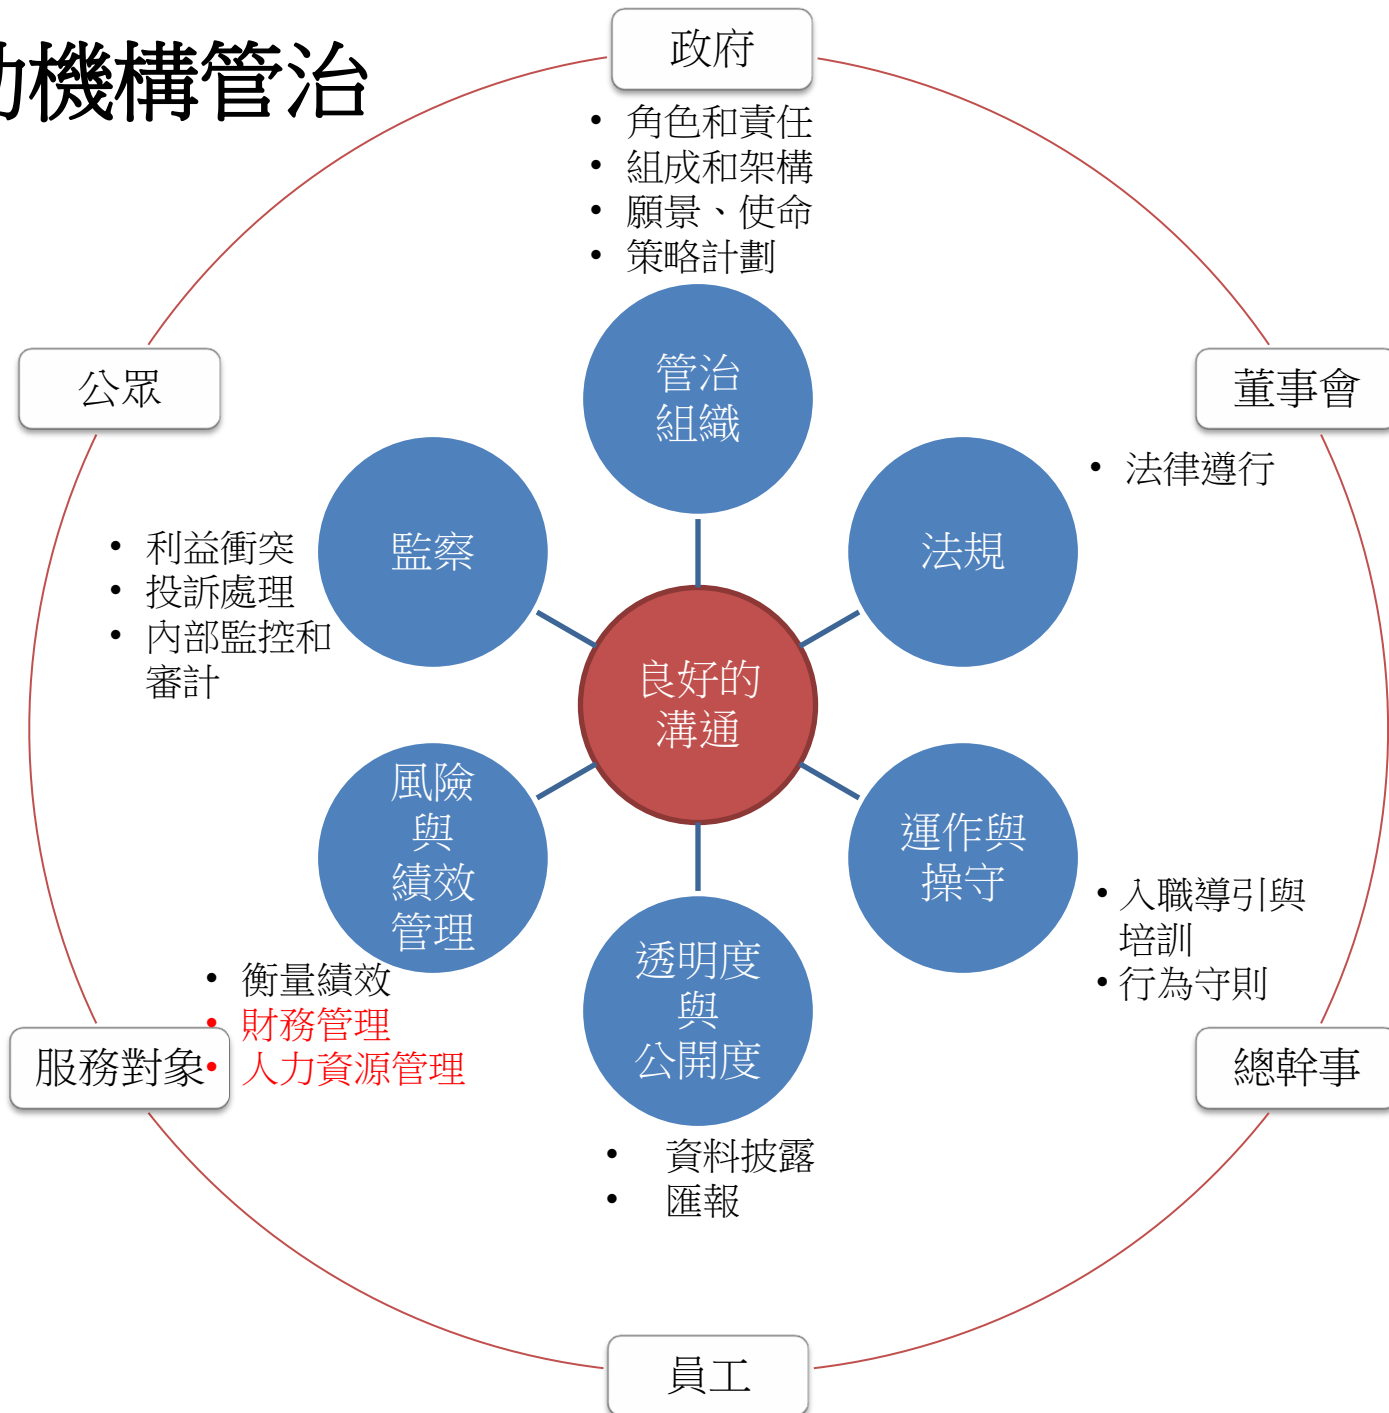 機構管治
政府
• 角色和責任
• 組成和架構
• 願景、使命
• 策略計劃
公眾
董事會
管治
組織
• 法律遵行
監察
法規
• 利益衝突
• 投訴處理
• 內部監控和
審計
良好的
溝通
風險
與
績效
管理
運作與
操守
• 入職導引與
培訓
• 行為守則
透明度
與
公開度
• 衡量績效
• 財務管理
• 人力資源管理
服務對象
總幹事
• 資料披露
• 匯報
員工